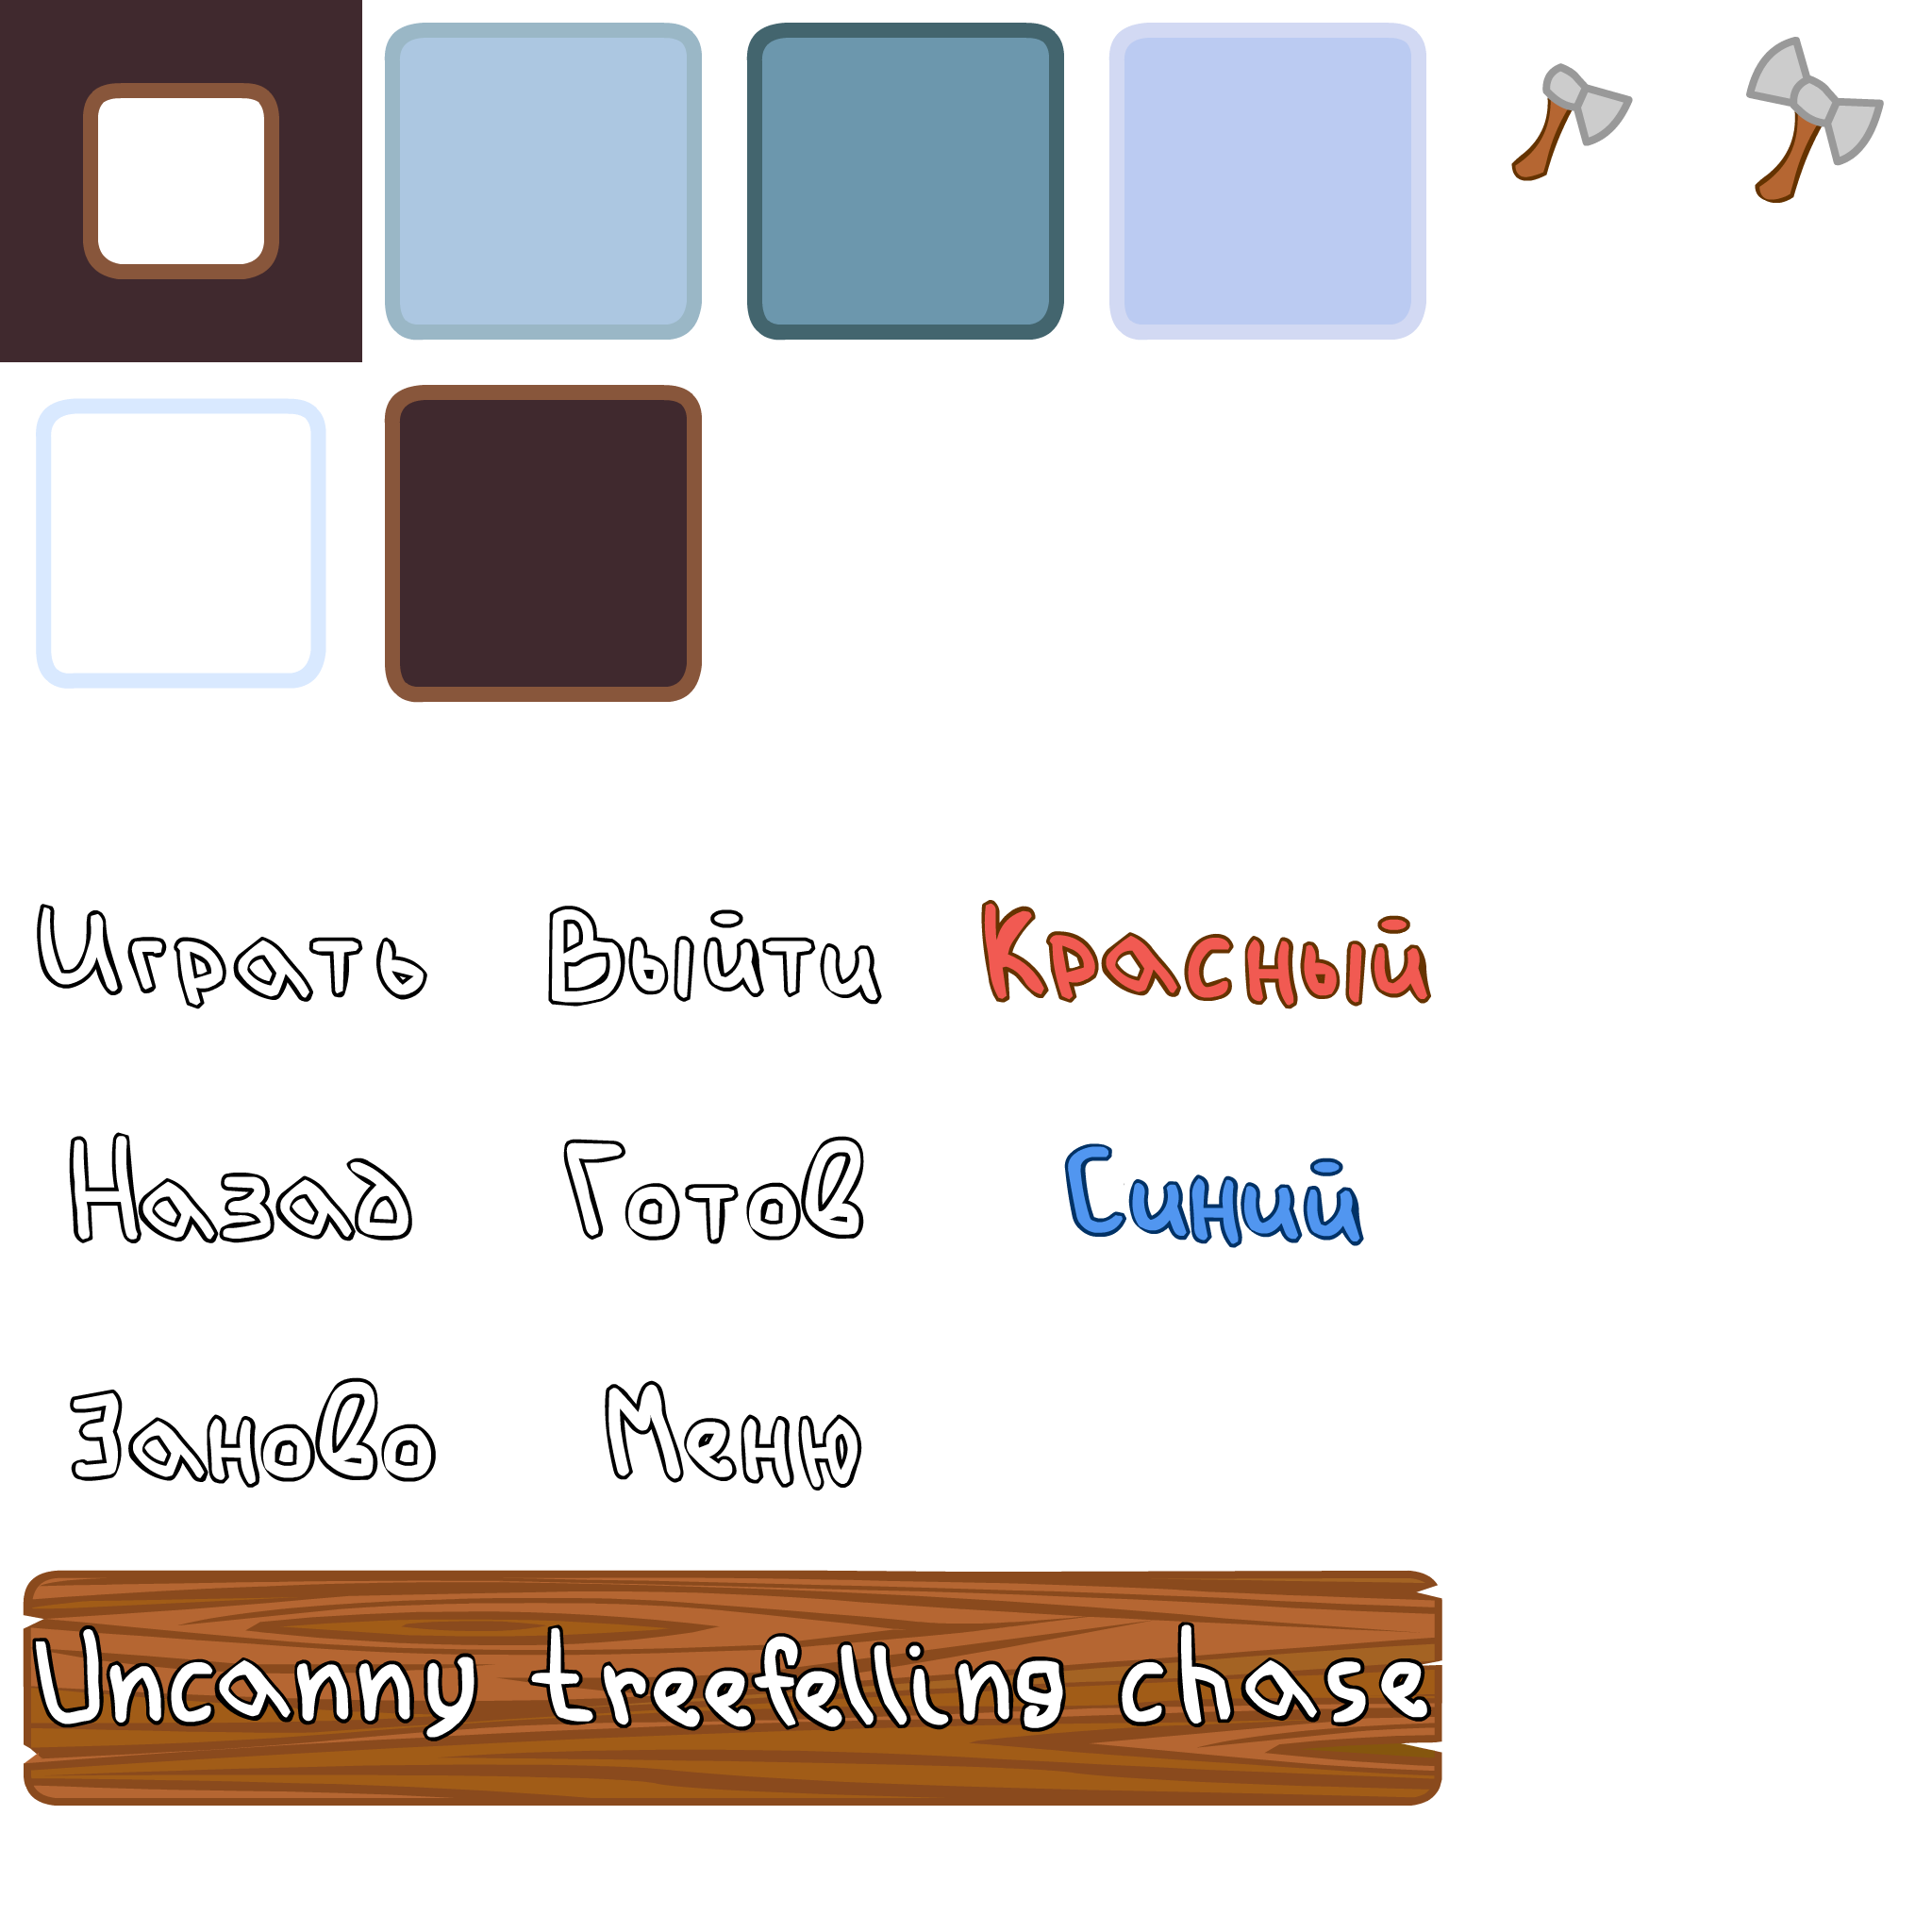 Играть Выйти Красный
Назад Готов Синий
Заново Меню
Uncanny treefelling chase